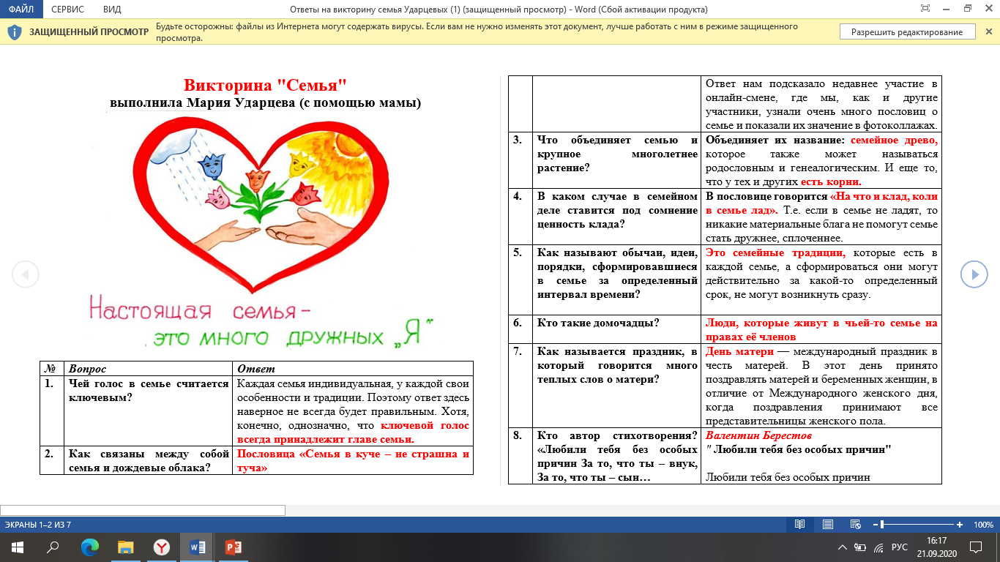 ФАЙЛ СЕРВИС ВИД
Ответы на викторину семья Ударцевых (1) (защищенный просмотр) - Word (Сбой активации продукта)
ЗАЩИЩЕННЫЙ ПРОСМОТР
Будьте осторожны: файлы из Интернета могут содержать вирусы. Если вам не нужно изменять этот документ, лучше работать с ним в режиме защищенного
просмотра.
Разрешить редактирование
Викторина "Семья"
выполнила Мария Ударцева (с помощью мамы)
Настоящая семья -
это много дружных „Я"
№ Вопрос Ответ
1. Чей голос в семье считается
ключевым?
Каждая семья индивидуальная, у каждой свои
особенности и традиции. Поэтому ответ здесь
наверное не всегда будет правильным. Хотя,
конечно, однозначно, что ключевой голос
всегда принадлежит главе семьи.
2. Как связаны между собой
семья и дождевые облака?
Пословица «Семья в куче – не страшна и
туча»
Ответ нам подсказало недавнее участие в
онлайн-смене, где мы, как и другие
участники, узнали очень много пословиц о
семье и показали их значение в фотоколлажах.
3. Что объединяет семью и
крупное многолетнее
растение?
Объединяет их название: семейное древо,
которое также может называться
родословным и генеалогическим. И еще то,
что у тех и других есть корни.
4. В каком случае в семейном
деле ставится под сомнение
ценность клада?
В пословице говорится «На что и клад, коли
в семье лад». Т.е. если в семье не ладят, то
никакие материальные блага не помогут семье
стать дружнее, сплоченнее.
5. Как называют обычаи, идеи,
порядки, сформировавшиеся
в семье за определенный
интервал времени?
Это семейные традиции, которые есть в
каждой семье, а сформироваться они могут
действительно за какой-то определенный
срок, не могут возникнуть сразу.
6. Кто такие домочадцы?
Люди, которые живут в чьей-то семье на
правах её членов
7. Как называется праздник, в
который говорится много
теплых слов о матери?
День матери — международный праздник в
честь матерей. В этот день принято
поздравлять матерей и беременных женщин, в
отличие от Международного женского дня,
когда поздравления принимают все
представительницы женского пола.
8. Кто автор стихотворения?
«Любили тебя без особых
причин За то, что ты – внук,
За то, что ты – сын…
Валентин Берестов
" Любили тебя без особых причин"
Любили тебя без особых причин
ЭКРАНЫ 1–2 ИЗ 7
100%
РУС
16:17
21.09.2020